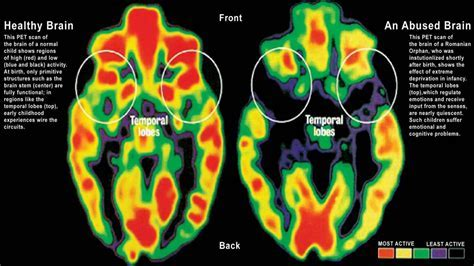 Healthy Brain
This PET scan of
the brain of a normal
child shows regions
of high (red) and low
(blue and black) activity.
At birth, only primitive
structures such as the
brain stem (center) are
fully functional; in
regions like the
temporal lobes (top),
early childhood
experiences wire the
circuits.
Front
An Abused Brain
This PET scan of
the brain of a Romanian
Orphan, who was
institutionized shortly
after birth, shows the
effect of extreme
deprivation in infancy.
The temporal lobes
(top),which regulate
emotions and receive
input from the senses,
are nearly quiescent.
Such children suffer
emotional and
cognitive problems.
Temporal
lobes
Temporal
lobes
Back
MOST ACTIVE LEAST ACTIVE